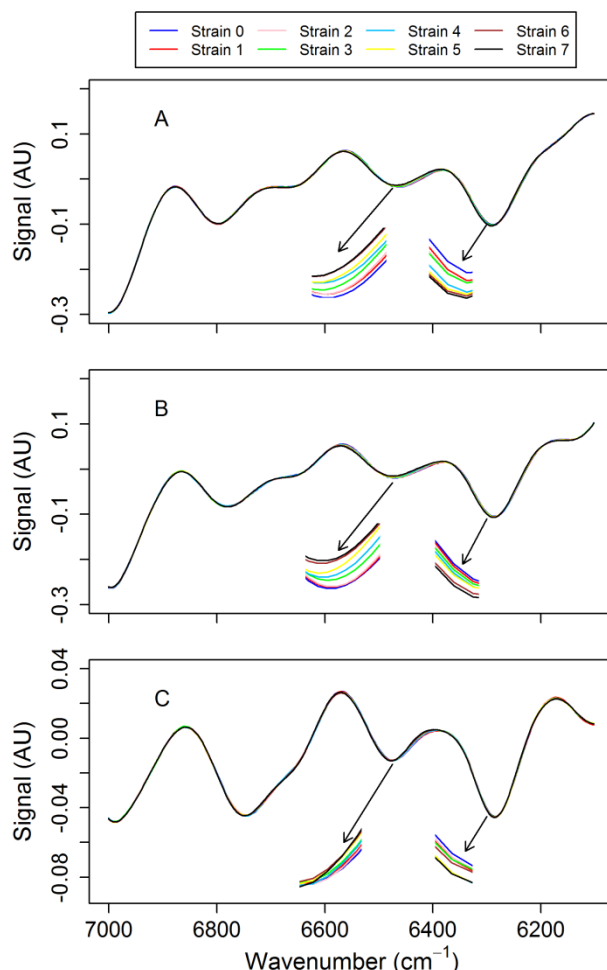 Strain 0 Strain 2 Strain 4 Strain 6
Strain 1 Strain 3 Strain 5 Strain 7
A
Signal (AU)
0.1
-0.1
-0.3
B
Signal (AU)
0.1
-0.1
-0.3
C
Signal (AU)
0.04
0.00
-0.04
-0.08
7000 6800 6600 6400 6200
Wavenumber (cm⁻¹)